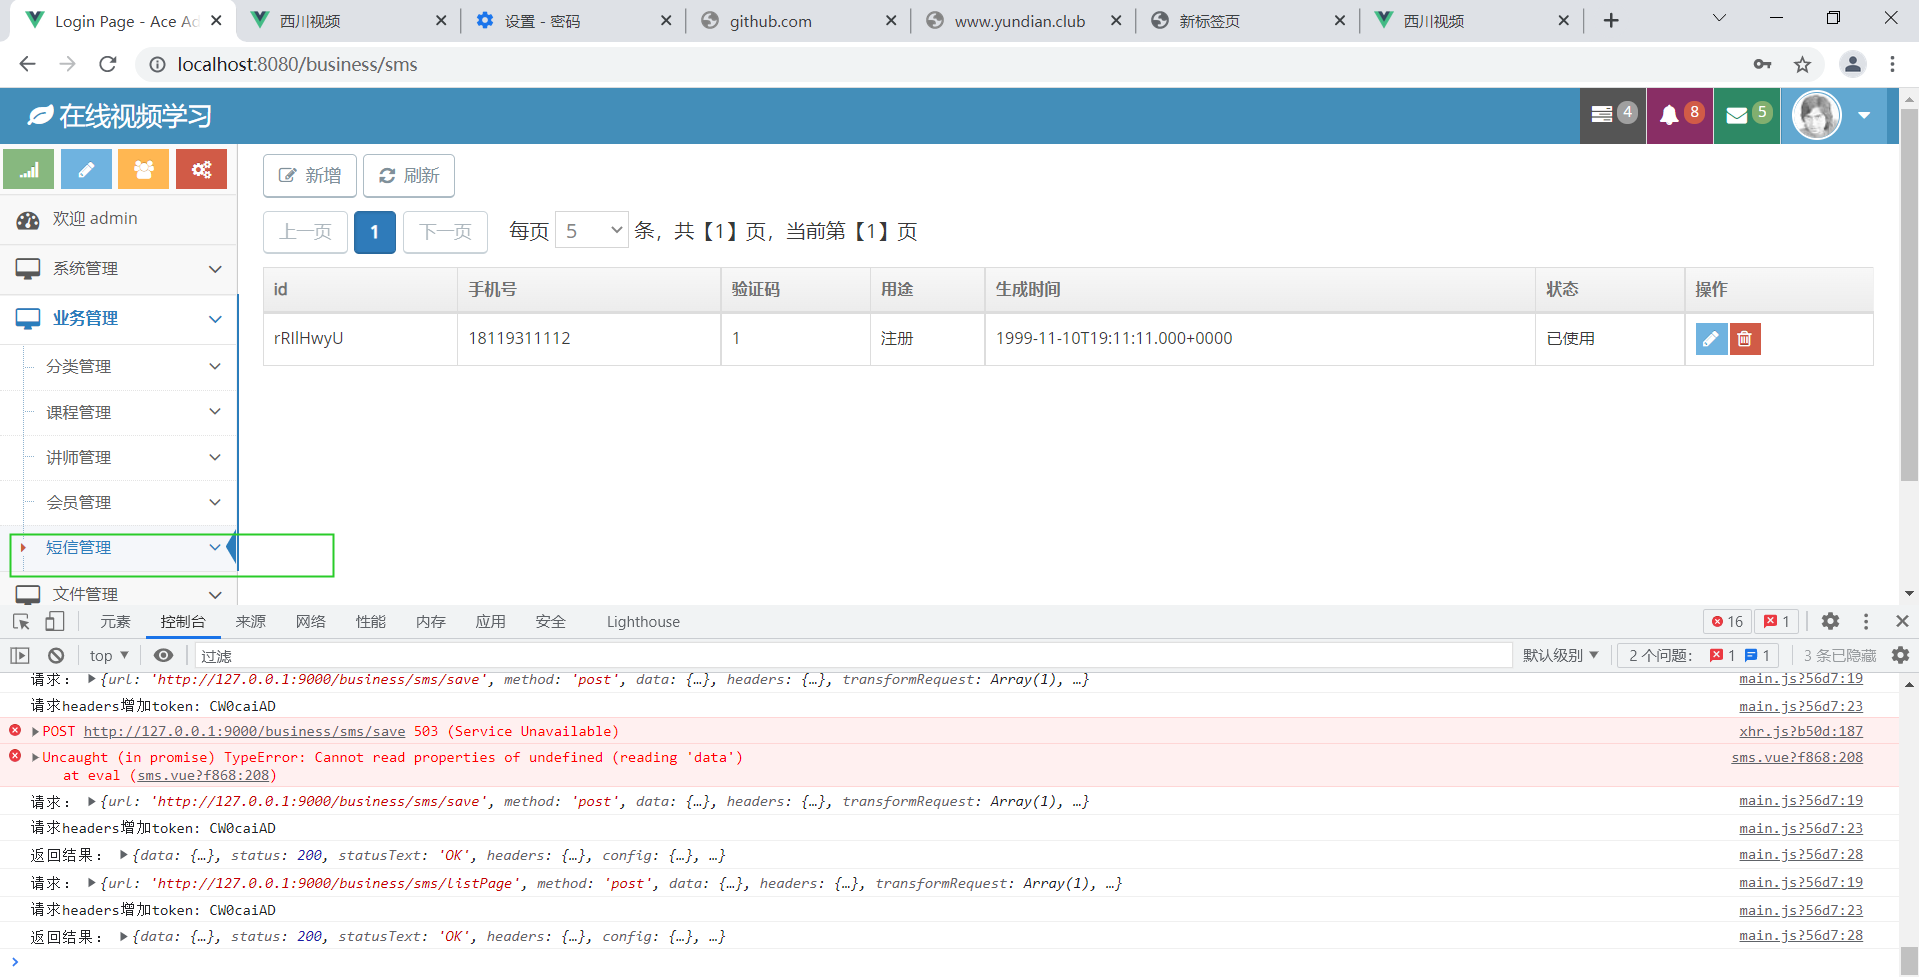 Login Page - Ace Ad
西川视频
设置 - 密码
github.com
www.yundian.club
新标签页
西川视频
localhost:8080/business/sms
在线视频学习
4
8
5
新增
刷新
欢迎 admin
上一页 1 下一页 每页 5 条，共【1】页，当前第【1】页
系统管理
id 手机号 验证码 用途 生成时间 状态 操作
业务管理
rRIlHwyU 18119311112 1 注册 1999-11-10T19:11:11.000+0000 已使用
分类管理
课程管理
讲师管理
会员管理
短信管理
文件管理
元素 控制台 来源 网络 性能 内存 应用 安全 Lighthouse 16 1
top 过滤 默认级别 2 个问题： 1 1 3 条已隐藏
请求： {url: 'http://127.0.0.1:9000/business/sms/save', method: 'post', data: {…}, headers: {…}, transformRequest: Array(1), …} main.js?56d7:19
请求headers增加token: CW0caiAD main.js?56d7:23
POST http://127.0.0.1:9000/business/sms/save 503 (Service Unavailable) xhr.js?b50d:187
Uncaught (in promise) TypeError: Cannot read properties of undefined (reading 'data') sms.vue?f868:208
at eval (sms.vue?f868:208)
请求： {url: 'http://127.0.0.1:9000/business/sms/save', method: 'post', data: {…}, headers: {…}, transformRequest: Array(1), …} main.js?56d7:19
请求headers增加token: CW0caiAD main.js?56d7:23
返回结果： {data: {…}, status: 200, statusText: 'OK', headers: {…}, config: {…}, …} main.js?56d7:28
请求： {url: 'http://127.0.0.1:9000/business/sms/listPage', method: 'post', data: {…}, headers: {…}, transformRequest: Array(1), …} main.js?56d7:19
请求headers增加token: CW0caiAD main.js?56d7:23
返回结果： {data: {…}, status: 200, statusText: 'OK', headers: {…}, config: {…}, …} main.js?56d7:28